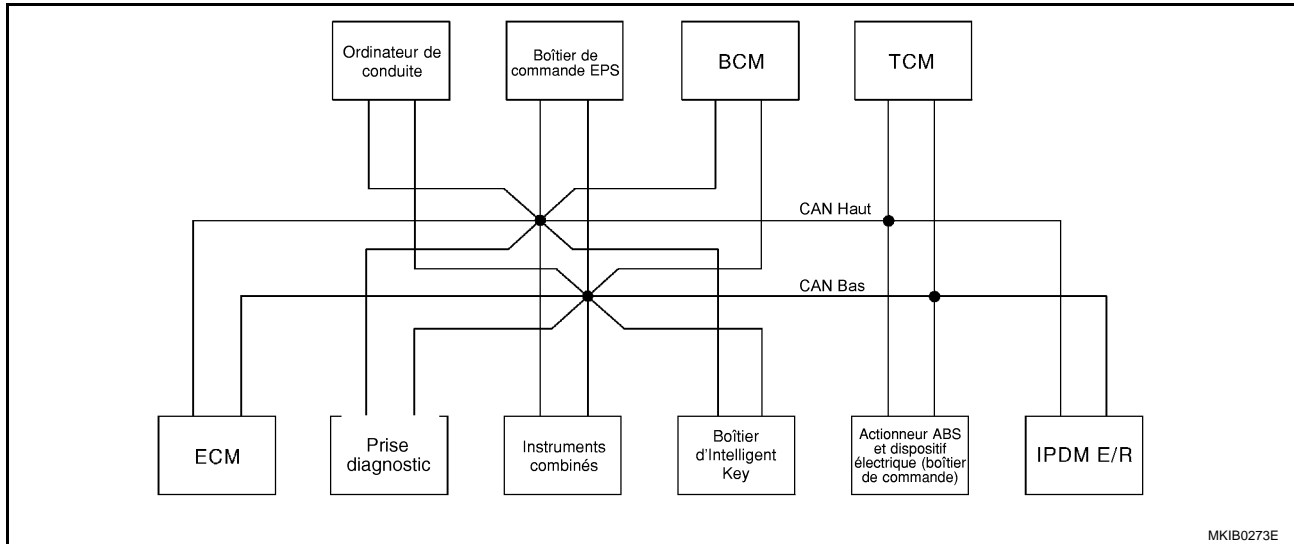 Ordinateur de
conduite
Boîtier de
commande EPS
BCM
TCM
CAN Haut
CAN Bas
ECM
Prise
diagnostic
Instruments
combinés
Boîtier
d'Intelligent
Key
Actionneur ABS
et dispositif
électrique (boîtier
de commande)
IPDM E/R
MKIB0273E